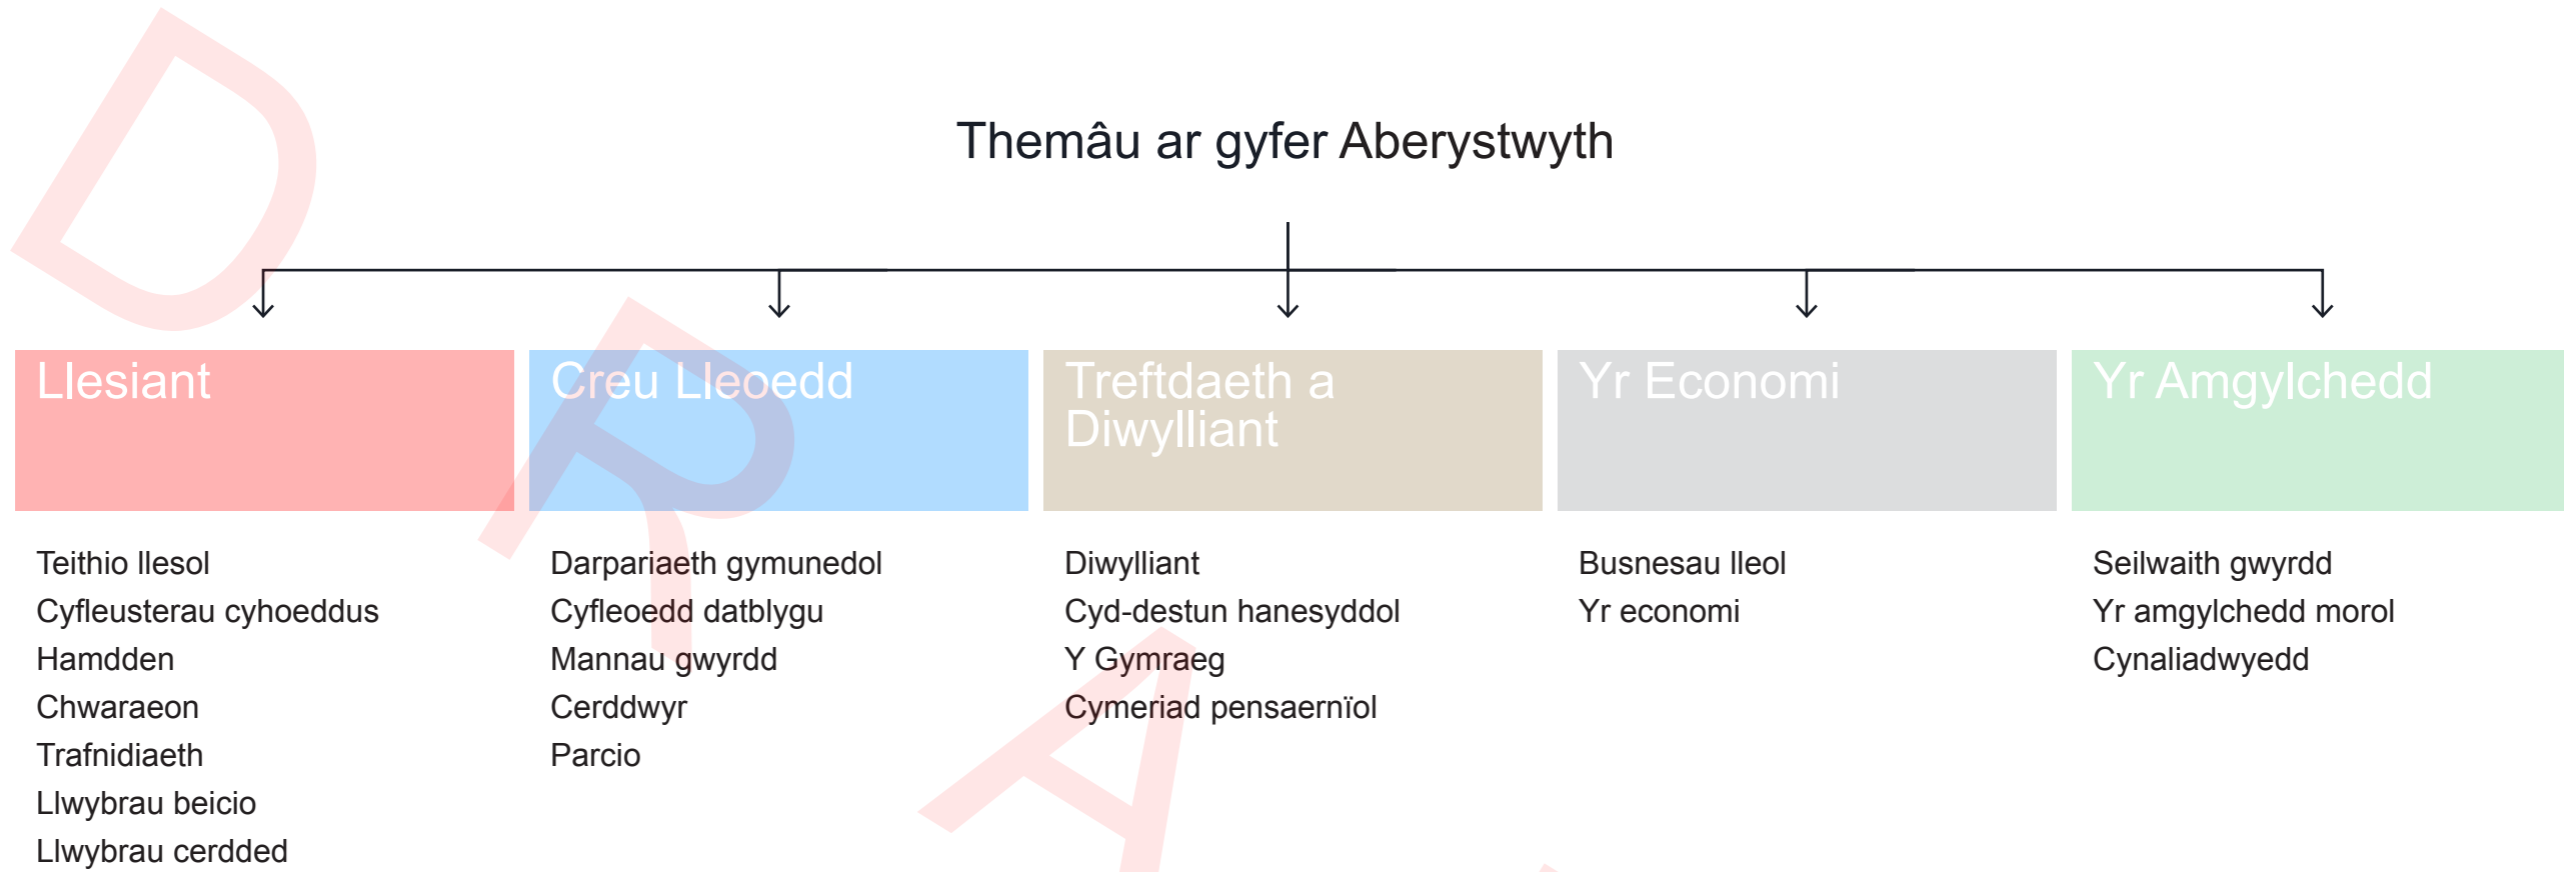 Themâu ar gyfer Aberystwyth
Llesiant
Teithio llesol
Cyfleusterau cyhoeddus
Hamdden
Chwaraeon
Trafnidiaeth
Llwybrau beicio
Llwybrau cerdded
Creu Lleoedd
Darpariaeth gymunedol
Cyfleoedd datblygu
Mannau gwyrdd
Cerddwyr
Parcio
Treftdaeth a
Diwylliant
Diwylliant
Cyd-destun hanesyddol
Y Gymraeg
Cymeriad pensaernïol
Yr Economi
Busnesau lleol
Yr economi
Yr Amgylchedd
Seilwaith gwyrdd
Yr amgylchedd morol
Cynaliadwyedd
D R A